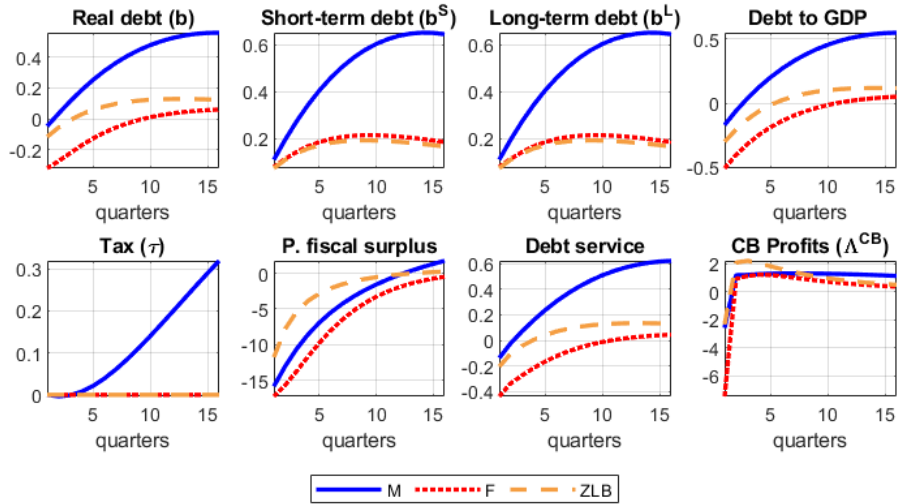 Real debt (b)
0.4
0.2
0
-0.2
5 10 15
quarters
Short-term debt (b^S)
0.6
0.4
0.2
5 10 15
quarters
Long-term debt (b^L)
0.6
0.4
0.2
5 10 15
quarters
Debt to GDP
0.5
0
-0.5
5 10 15
quarters
Tax (τ)
0.3
0.2
0.1
0
5 10 15
quarters
P. fiscal surplus
0
-5
-10
-15
5 10 15
quarters
Debt service
0.6
0.4
0.2
0
-0.2
-0.4
5 10 15
quarters
CB Profits (Λ^CB)
2
0
-2
-4
-6
5 10 15
quarters
M F ZLB